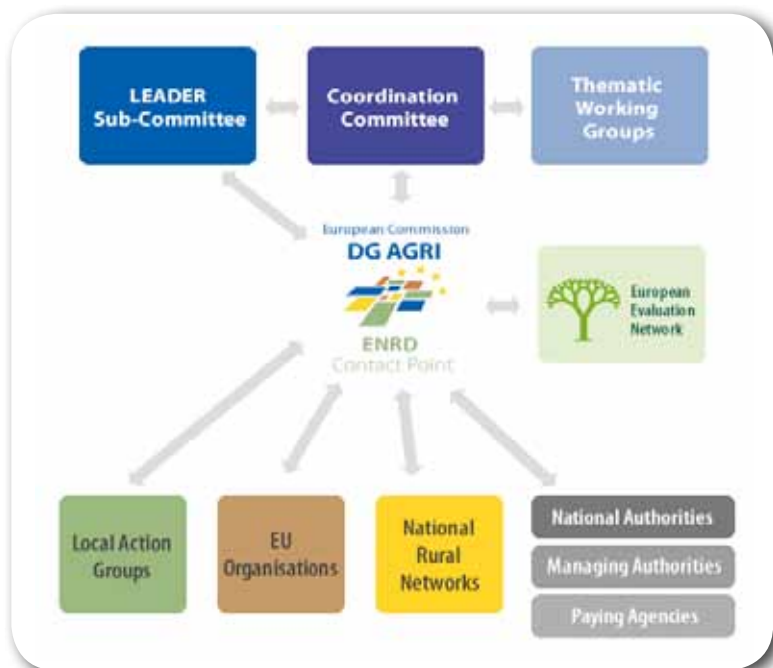 LEADER
Sub-Committee
Coordination
Committee
Thematic
Working
Groups
European Commission
DG AGRI
ENRD
Contact Point
European
Evaluation
Network
Local Action
Groups
EU
Organisations
National
Rural
Networks
National Authorities
Managing Authorities
Paying Agencies